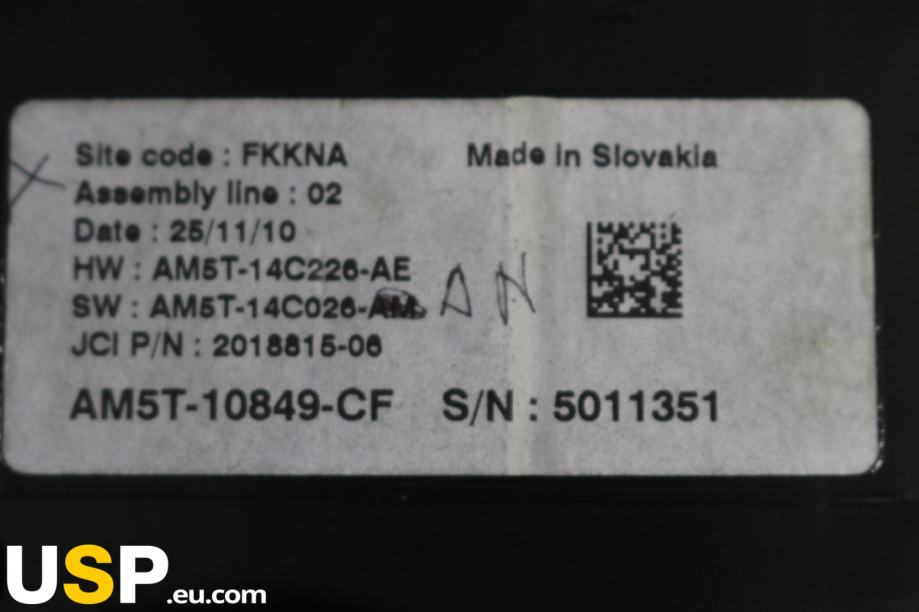 Site code : FKKNA
Made in Slovakia
Assembly line : 02
Date : 25/11/10
HW : AM5T-14C226-AE
SW : AM5T-14C026-AM
JCI P/N : 2018815-06
AM5T-10849-CF
S/N : 5011351
USP.eu.com